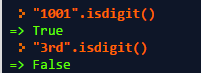 > "1001".isdigit()
=> True
> "3rd".isdigit()
=> False